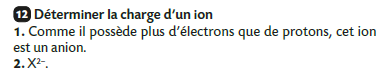 12 Déterminer la charge d'un ion
1. Comme il possède plus d'électrons que de protons, cet ion
est un anion.
2. X²⁻.